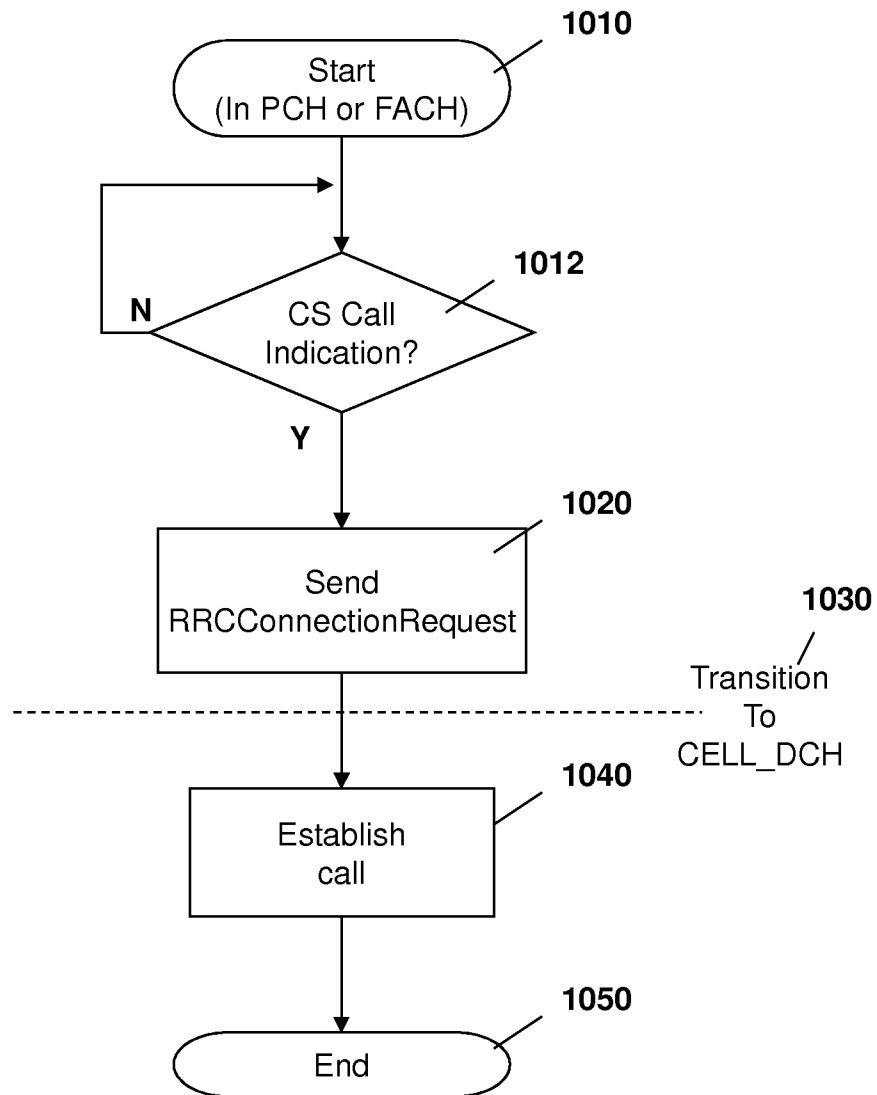 1010
Start
(In PCH or FACH)
1012
N
CS Call
Indication?
Y
1020
Send
RRCConnectionRequest
1030
Transition
To
CELL_DCH
1040
Establish
call
1050
End